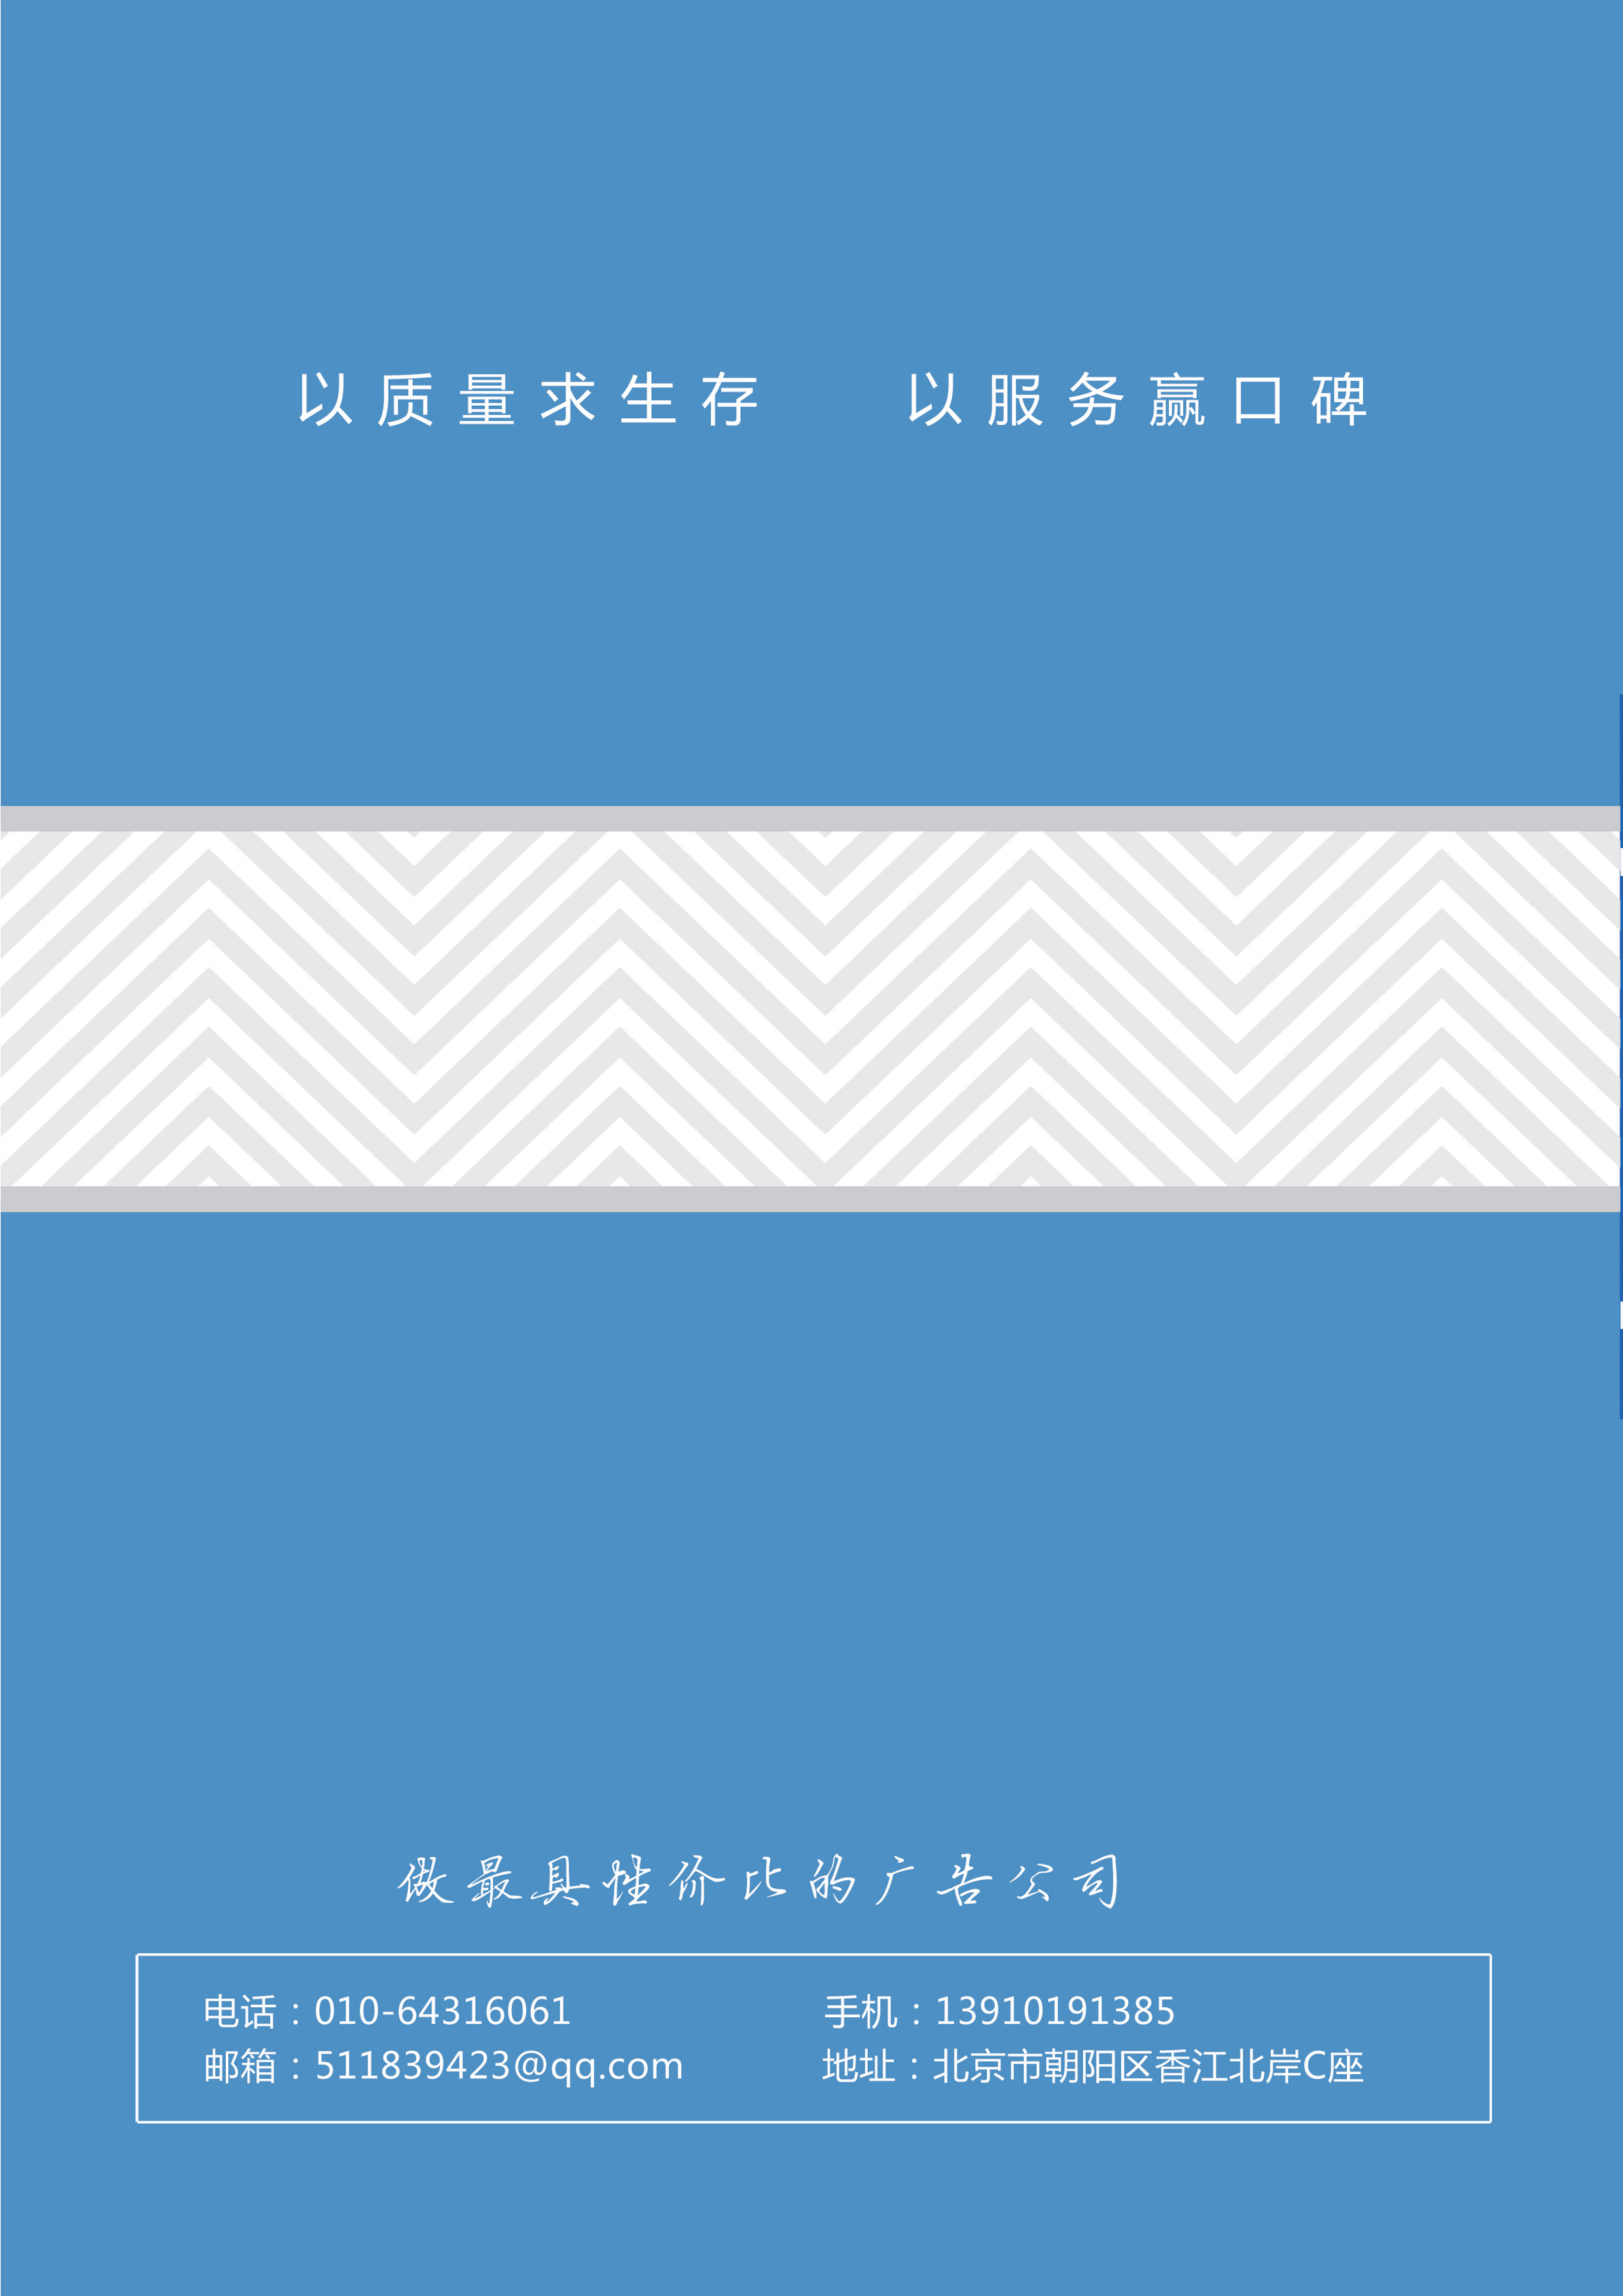 以质量求生存 以服务赢口碑
做最具性价比的广告公司
电话：010-64316061 手机：13910191385
邮箱：511839423@qq.com 地址：北京市朝阳区香江北岸C座